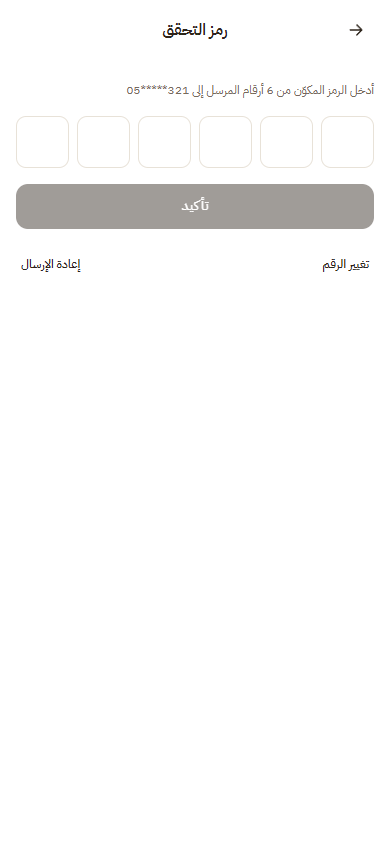 رمز التحقق
أدخل الرمز المكوّن من 6 أرقام المرسل إلى 05*****321
تأكيد
تغيير الرقم
إعادة الإرسال